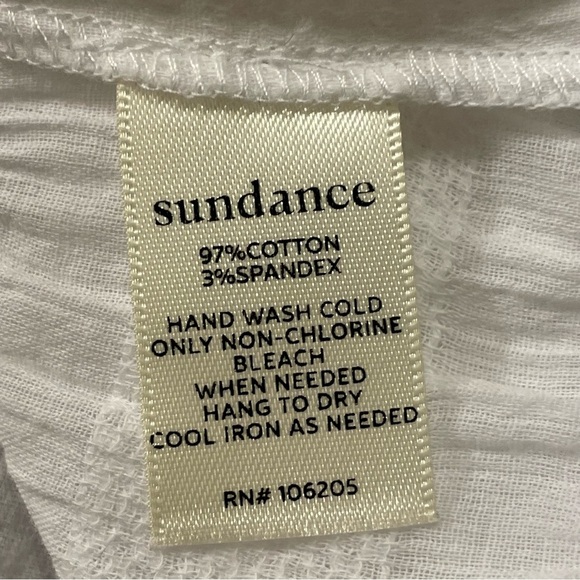 sundance
97%COTTON
3%SPANDEX
HAND WASH COLD
ONLY NON-CHLORINE
BLEACH
WHEN NEEDED
HANG TO DRY
COOL IRON AS NEEDED
RN# 106205